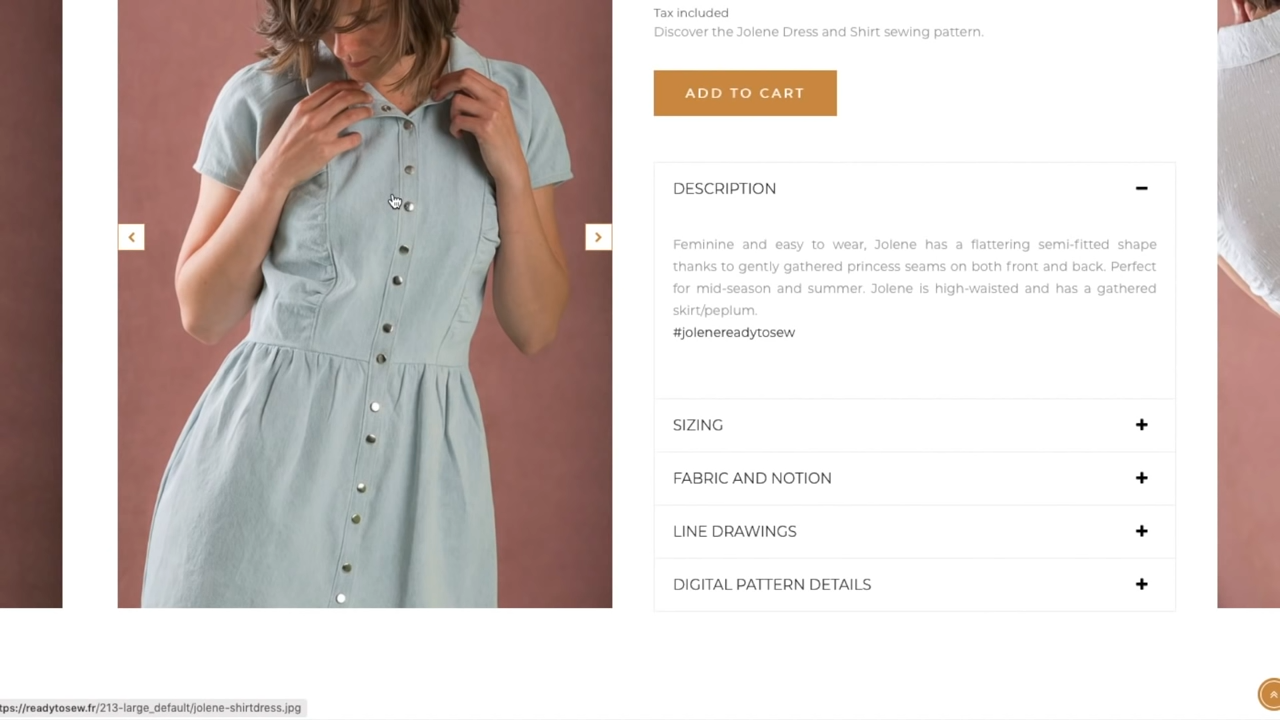 Tax included
Discover the Jolene Dress and Shirt sewing pattern.
ADD TO CART
DESCRIPTION
Feminine and easy to wear, Jolene has a flattering semi-fitted shape
thanks to gently gathered princess seams on both front and back. Perfect
for mid-season and summer. Jolene is high-waisted and has a gathered
skirt/peplum.
#jolenereadytosew
SIZING
FABRIC AND NOTION
LINE DRAWINGS
DIGITAL PATTERN DETAILS
tps://readytosew.fr/213-large_default/jolene-shirtdress.jpg